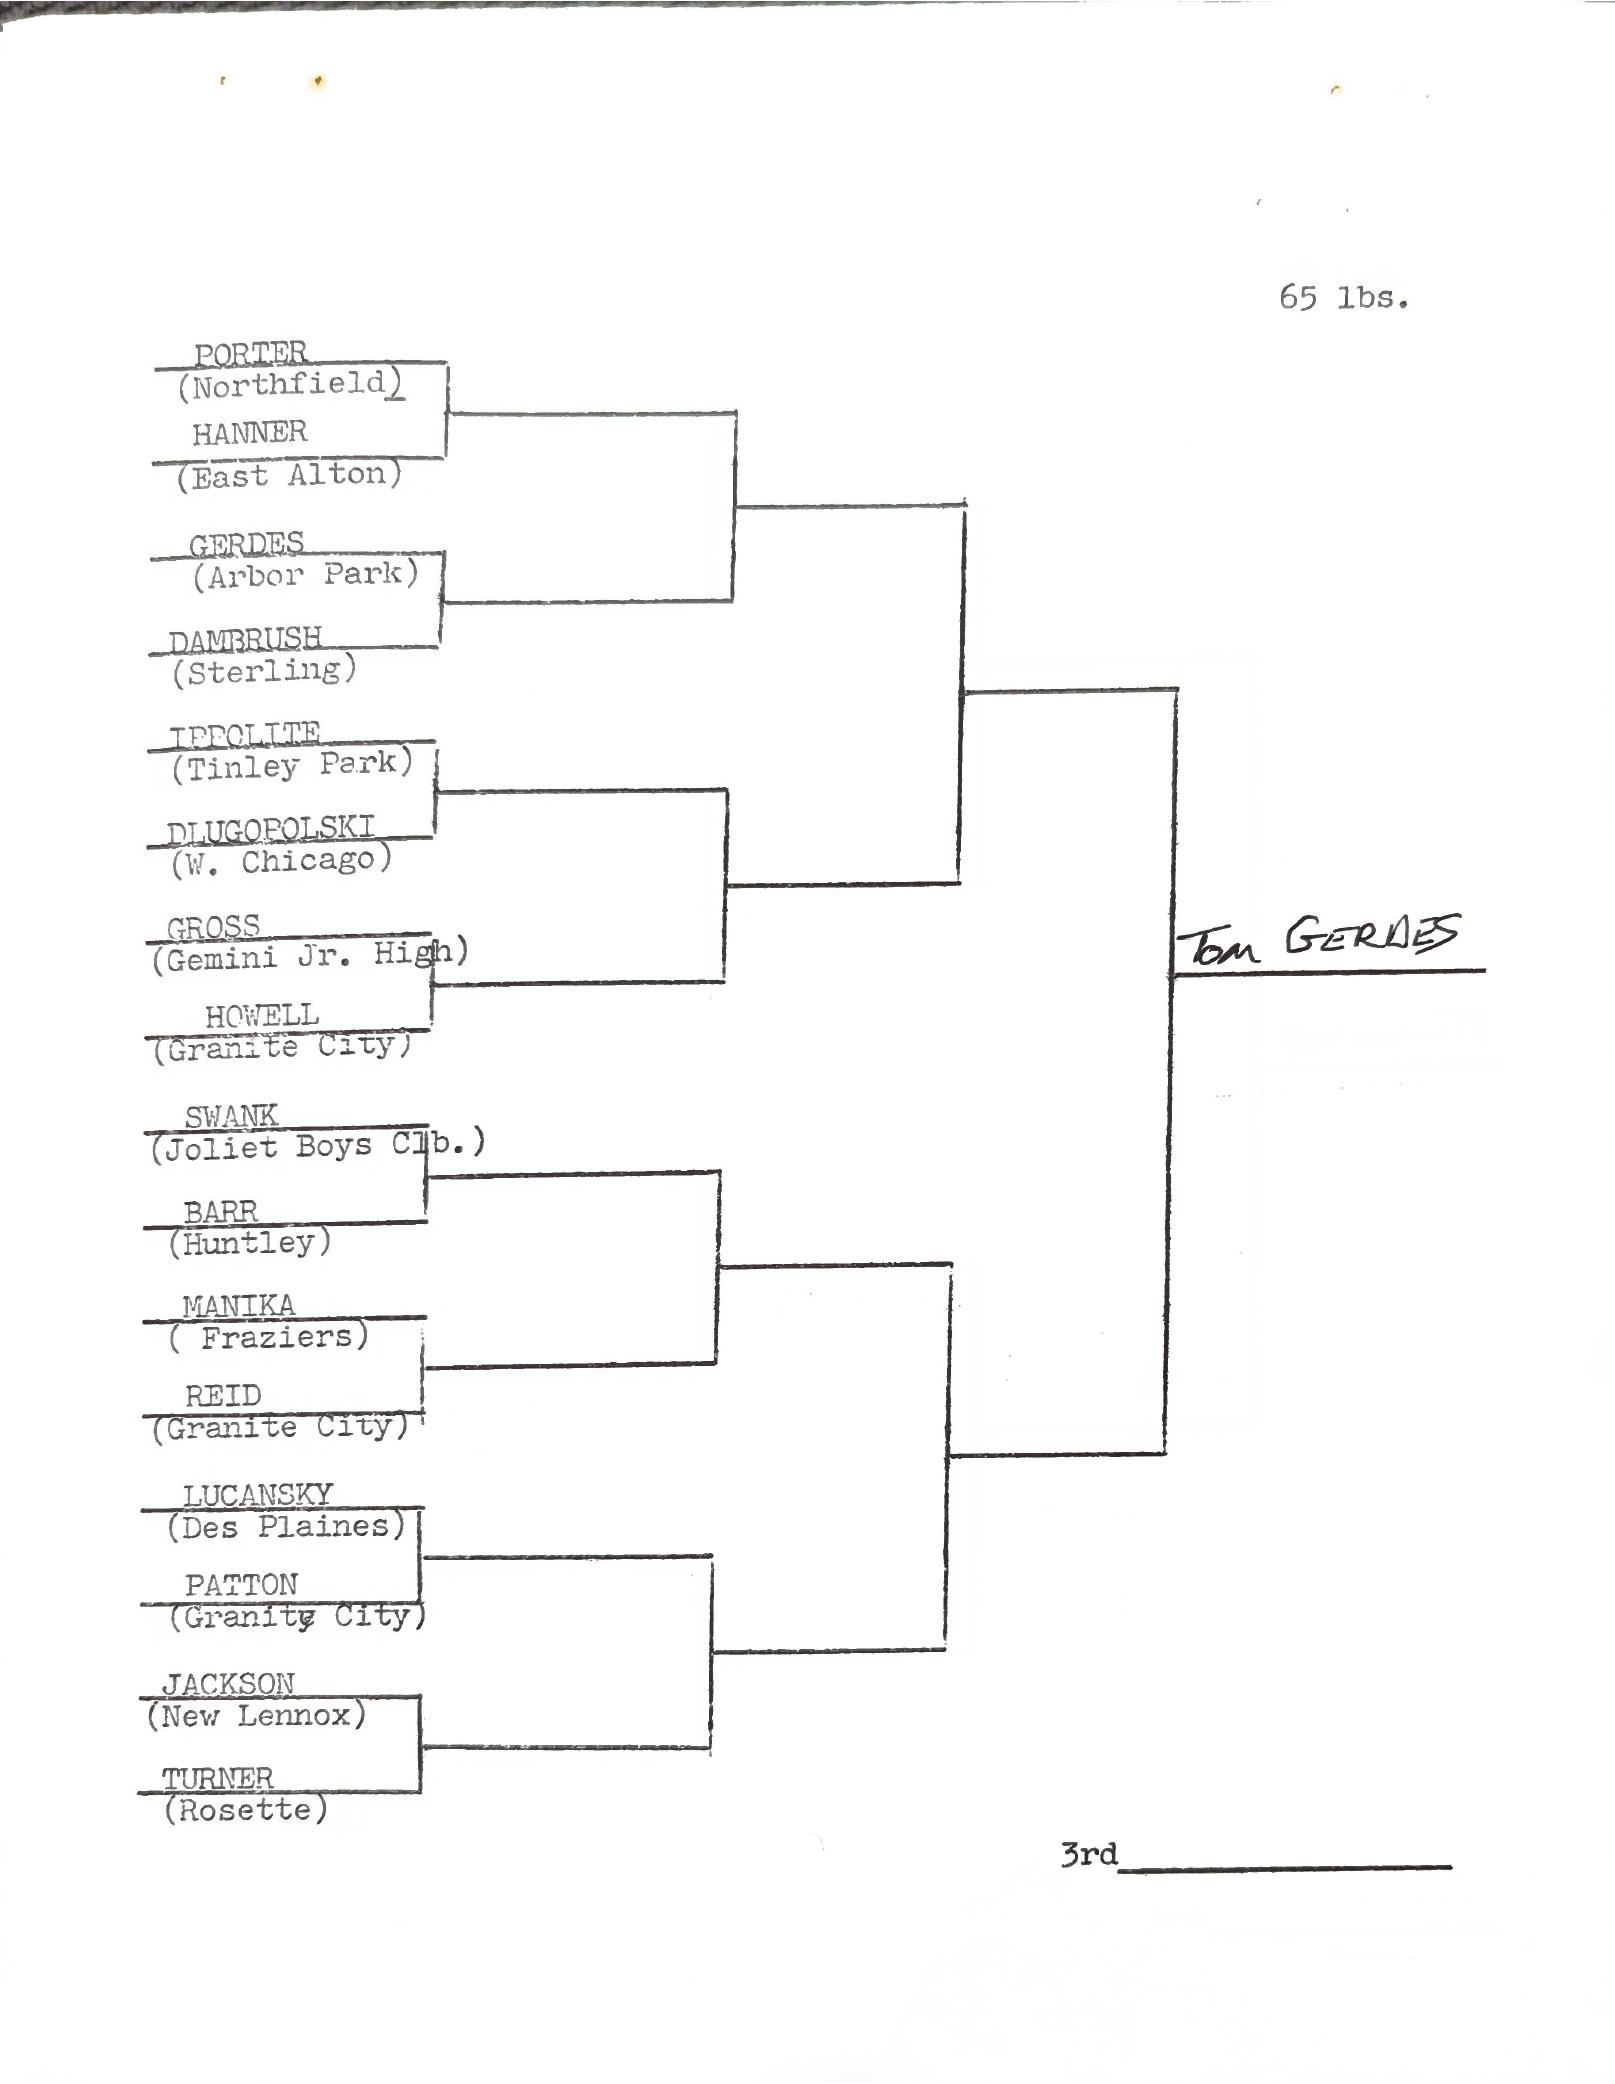 65 lbs.
PORTER
(Northfield)
HANNER
(East Alton)
GERDES
(Arbor Park)
DAMBRUSH
(Sterling)
IPPOLITE
(Tinley Park)
DLUGOPOLSKI
(W. Chicago)
GROSS
(Gemini Jr. High)
HOWELL
(Granite City)
Tom GERDES
SWANK
(Joliet Boys Clb.)
BARR
(Huntley)
MANIKA
( Fraziers)
REID
(Granite City)
LUCANSKY
(Des Plaines)
PATTON
(Granite City)
JACKSON
(New Lennox)
TURNER
(Rosette)
3rd